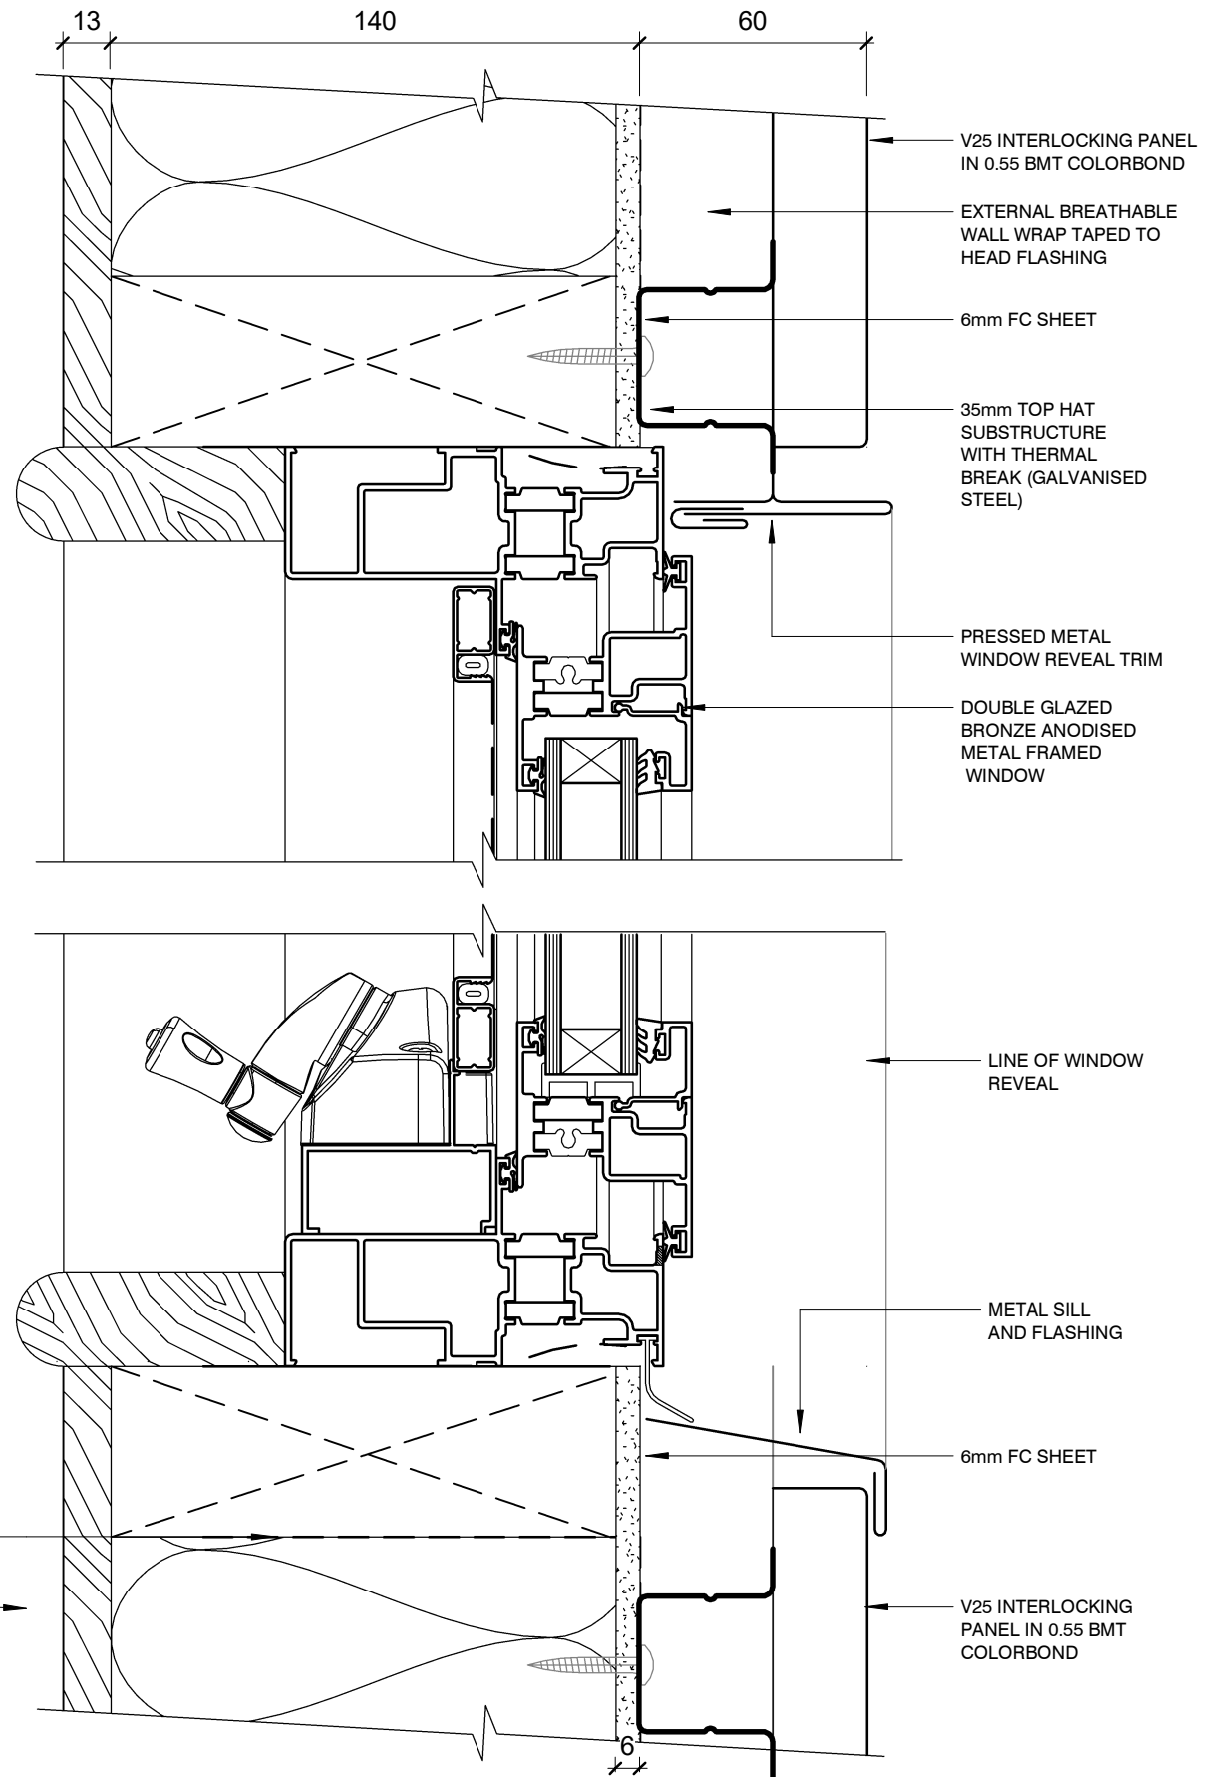 13
140
60
V25 INTERLOCKING PANEL
IN 0.55 BMT COLORBOND
EXTERNAL BREATHABLE
WALL WRAP TAPED TO
HEAD FLASHING
6mm FC SHEET
35mm TOP HAT
SUBSTRUCTURE
WITH THERMAL
BREAK (GALVANISED
STEEL)
PRESSED METAL
WINDOW REVEAL TRIM
DOUBLE GLAZED
BRONZE ANODISED
METAL FRAMED
WINDOW
LINE OF WINDOW
REVEAL
METAL SILL
AND FLASHING
6mm FC SHEET
V25 INTERLOCKING
PANEL IN 0.55 BMT
COLORBOND
6